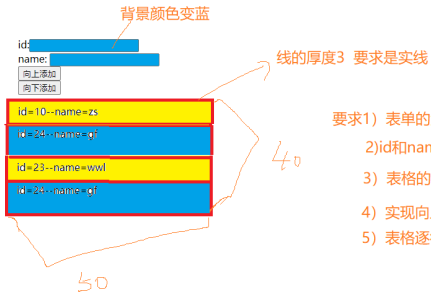 背景颜色变蓝
id:
name:
向上添加
向下添加
线的厚度3 要求是实线
id=10--name=zs
id=24--name=gf
id=23--name=wwl
id=24--name=gf
40
50
要求1）表单的
2)id和nan
3）表格的
4）实现向
5）表格逐